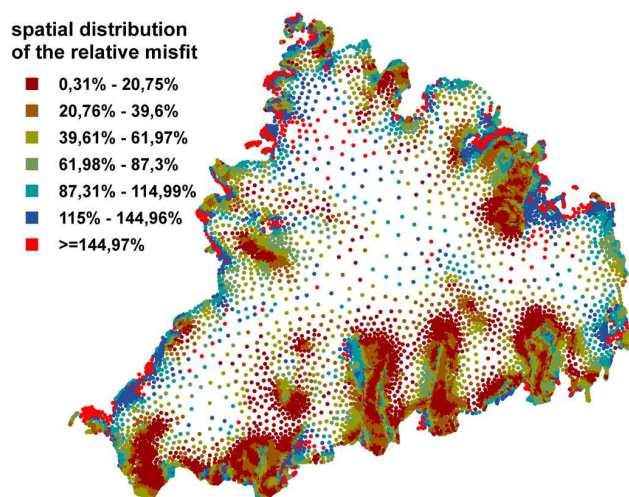 spatial distribution
of the relative misfit
0,31% - 20,75%
20,76% - 39,6%
39,61% - 61,97%
61,98% - 87,3%
87,31% - 114,99%
115% - 144,96%
>=144,97%